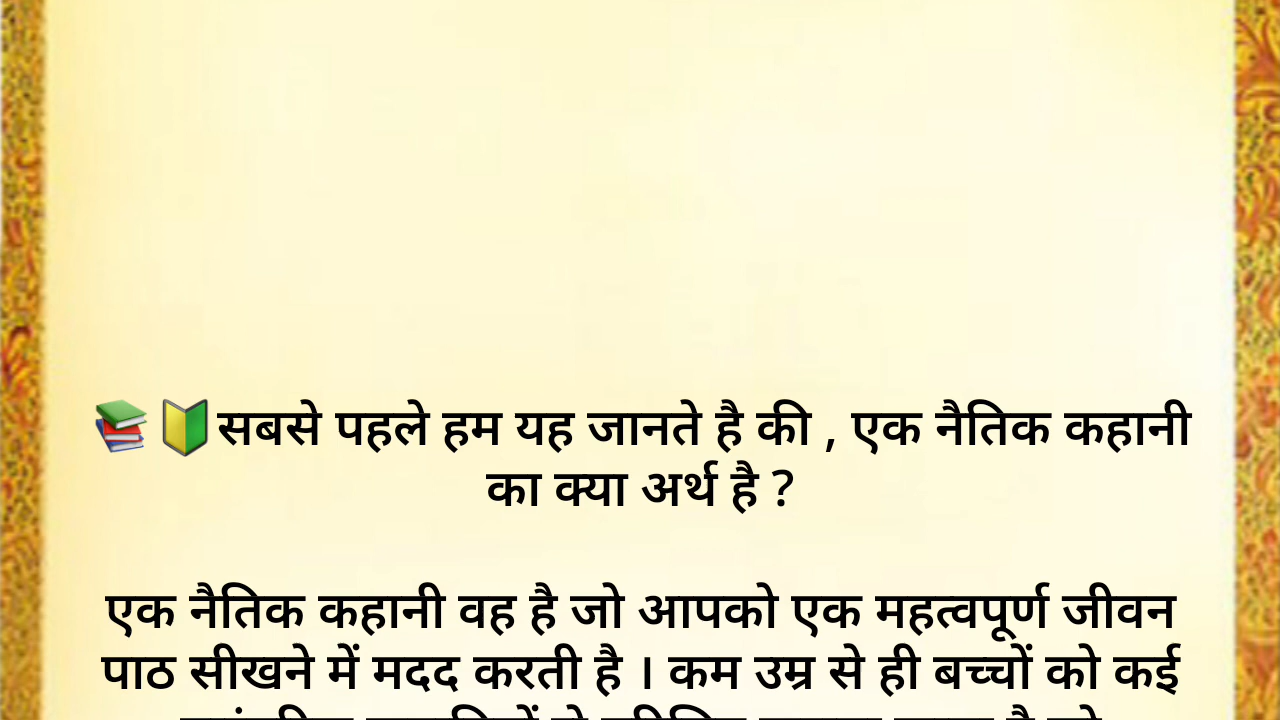 📚🔰सबसे पहले हम यह जानते है की , एक नैतिक कहानी
का क्या अर्थ है ?
एक नैतिक कहानी वह है जो आपको एक महत्वपूर्ण जीवन
पाठ सीखने में मदद करती है । कम उम्र से ही बच्चों को कई